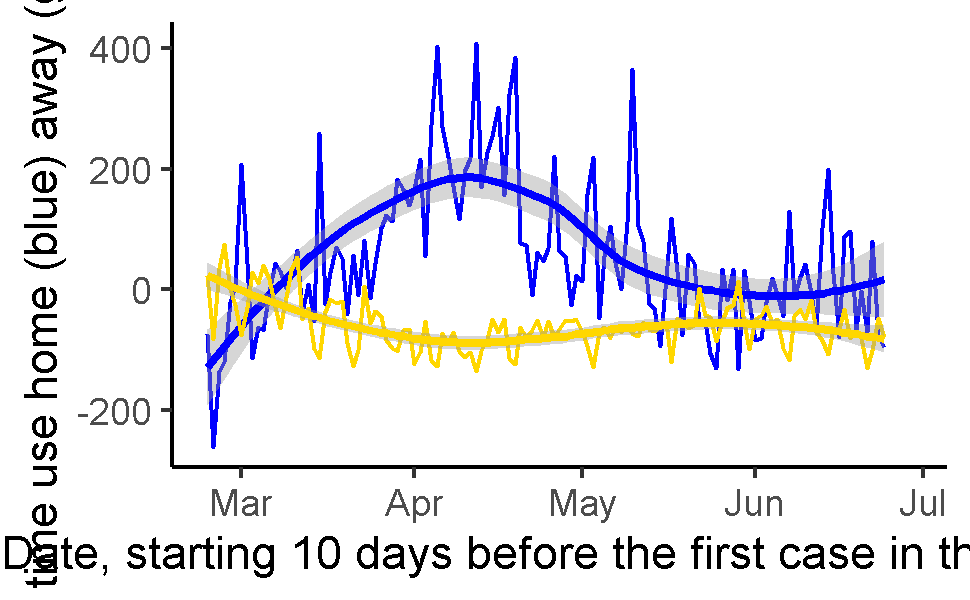 time use home (blue) away (
400
200
0
-200
Mar Apr May Jun Jul
Date, starting 10 days before the first case in th